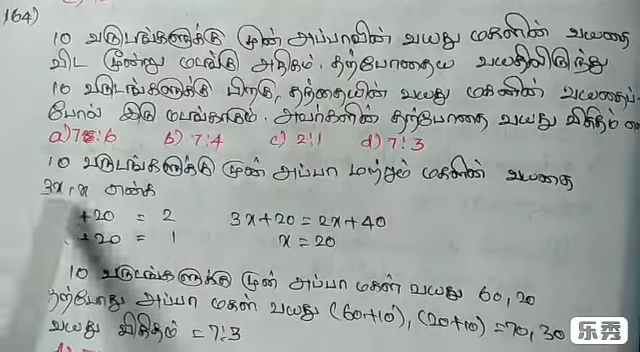 164)
10 வருடங்களுக்கு முன் அப்பாவின் வயது மகளின் வயதை
விட மூன்று மடங்கு அதிகம். தற்போதைய வயதிலிருந்து
10 வருடங்களுக்கு பிறகு, தந்தையின் வயது மகனின் வயதைப்-
போல் இரு மடங்காகும். அவர்களின் தற்போதை வயது விகிதம்
a) 7:6 b) 7:4 c) 2:1 d) 7:3
10 வருடங்களுக்கு முன் அப்பா மற்றும் மகளின் வயதை
3x, x என்க
+20 = 2 3x+20 = 2x+40
+20 = 1 x = 20
10 வருடங்களுக்கு முன் அப்பா மகள் வயது 60, 20
தற்போது அப்பா மகள் வயது (60+10), (20+10) = 70, 30
வயது விகிதம் = 7:3
乐秀